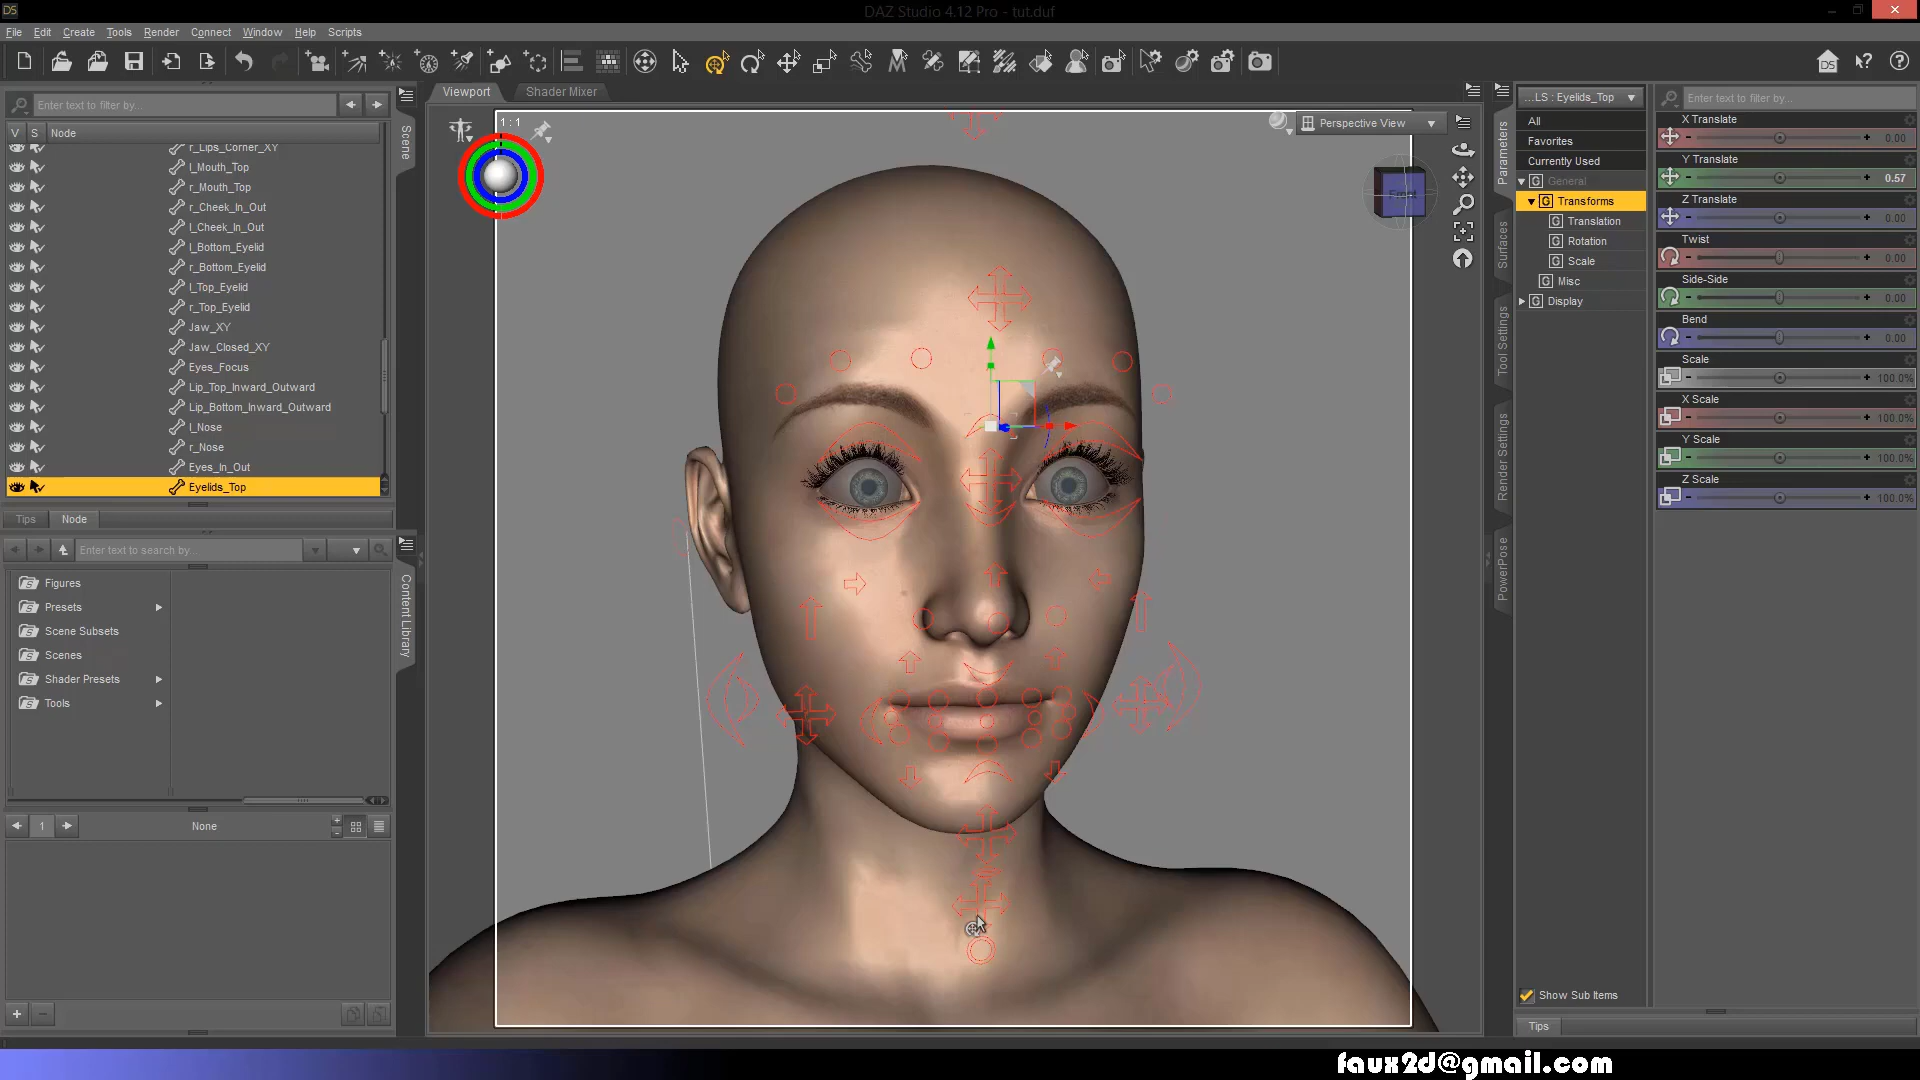 DAZ Studio 4.12 Pro - tut.duf
File Edit Create Tools Render Connect Window Help Scripts
Enter text to filter by...
V S Node
r_Lips_Corner_XY
l_Mouth_Top
r_Mouth_Top
r_Cheek_In_Out
l_Cheek_In_Out
l_Bottom_Eyelid
r_Bottom_Eyelid
l_Top_Eyelid
r_Top_Eyelid
Jaw_XY
Jaw_Closed_XY
Eyes_Focus
Lip_Top_Inward_Outward
Lip_Bottom_Inward_Outward
l_Nose
r_Nose
Eyes_In_Out
Eyelids_Top
Tips Node
Scene
Enter text to search by...
Figures
Presets
Scene Subsets
Scenes
Shader Presets
Tools
Content Library
1 None
Viewport Shader Mixer
1 : 1
Perspective View
Front
Parameters
Surfaces
Tool Settings
Render Settings
PowerPose
...LS : Eyelids_Top
All
Favorites
Currently Used
General
Transforms
Translation
Rotation
Scale
Misc
Display
Show Sub Items
Tips
Enter text to filter by...
X Translate
0.00
Y Translate
0.57
Z Translate
0.00
Twist
0.00
Side-Side
0.00
Bend
0.00
Scale
100.0%
X Scale
100.0%
Y Scale
100.0%
Z Scale
100.0%
faux2d@gmail.com